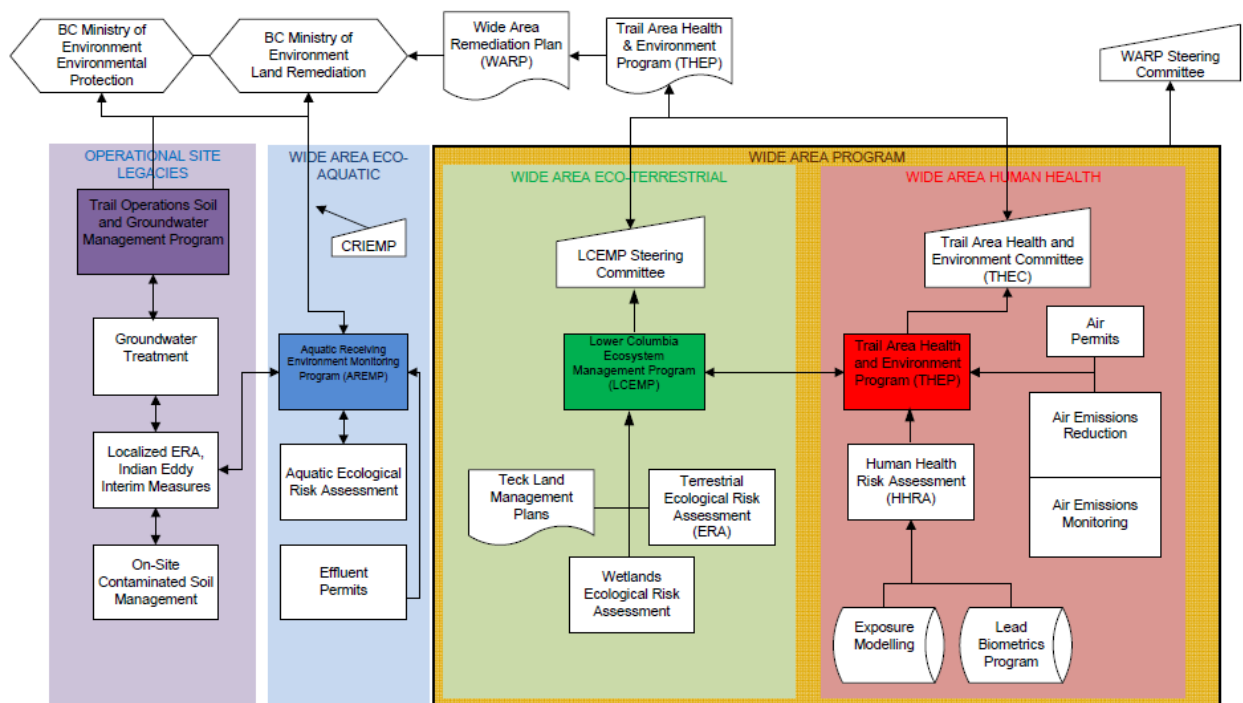 BC Ministry of
Environment
Environmental
Protection
BC Ministry of
Environment
Land Remediation
Wide Area
Remediation Plan
(WARP)
Trail Area Health
& Environment
Program (THEP)
WARP Steering
Committee
OPERATIONAL SITE
LEGACIES
Trail Operations Soil
and Groundwater
Management Program
Groundwater
Treatment
Localized ERA,
Indian Eddy
Interim Measures
On-Site
Contaminated Soil
Management
WIDE AREA ECO-
AQUATIC
CRIEMP
Aquatic Receiving
Environment Monitoring
Program (AREMP)
Aquatic Ecological
Risk Assessment
Effluent
Permits
WIDE AREA PROGRAM
WIDE AREA ECO-TERRESTRIAL
LCEMP Steering
Committee
Lower Columbia
Ecosystem
Management Program
(LCEMP)
Teck Land
Management
Plans
Terrestrial
Ecological Risk
Assessment
(ERA)
Wetlands
Ecological Risk
Assessment
WIDE AREA HUMAN HEALTH
Trail Area Health and
Environment Committee
(THEC)
Air
Permits
Trail Area Health
and Environment
Program (THEP)
Air Emissions
Reduction
Human Health
Risk Assessment
(HHRA)
Air Emissions
Monitoring
Exposure
Modelling
Lead
Biometrics
Program